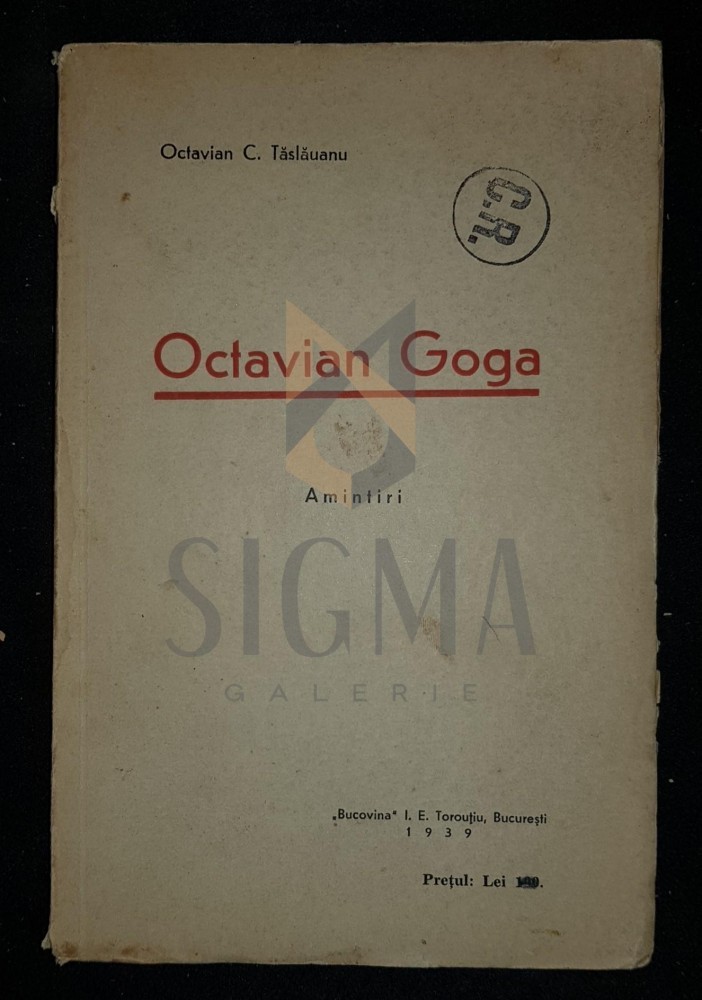 Octavian C. Tăslăuanu
C.R.
Octavian Goga
Amintiri
SIGMA
GALERIE
„Bucovina" I. E. Torouțiu, București
1939
Prețul: Lei